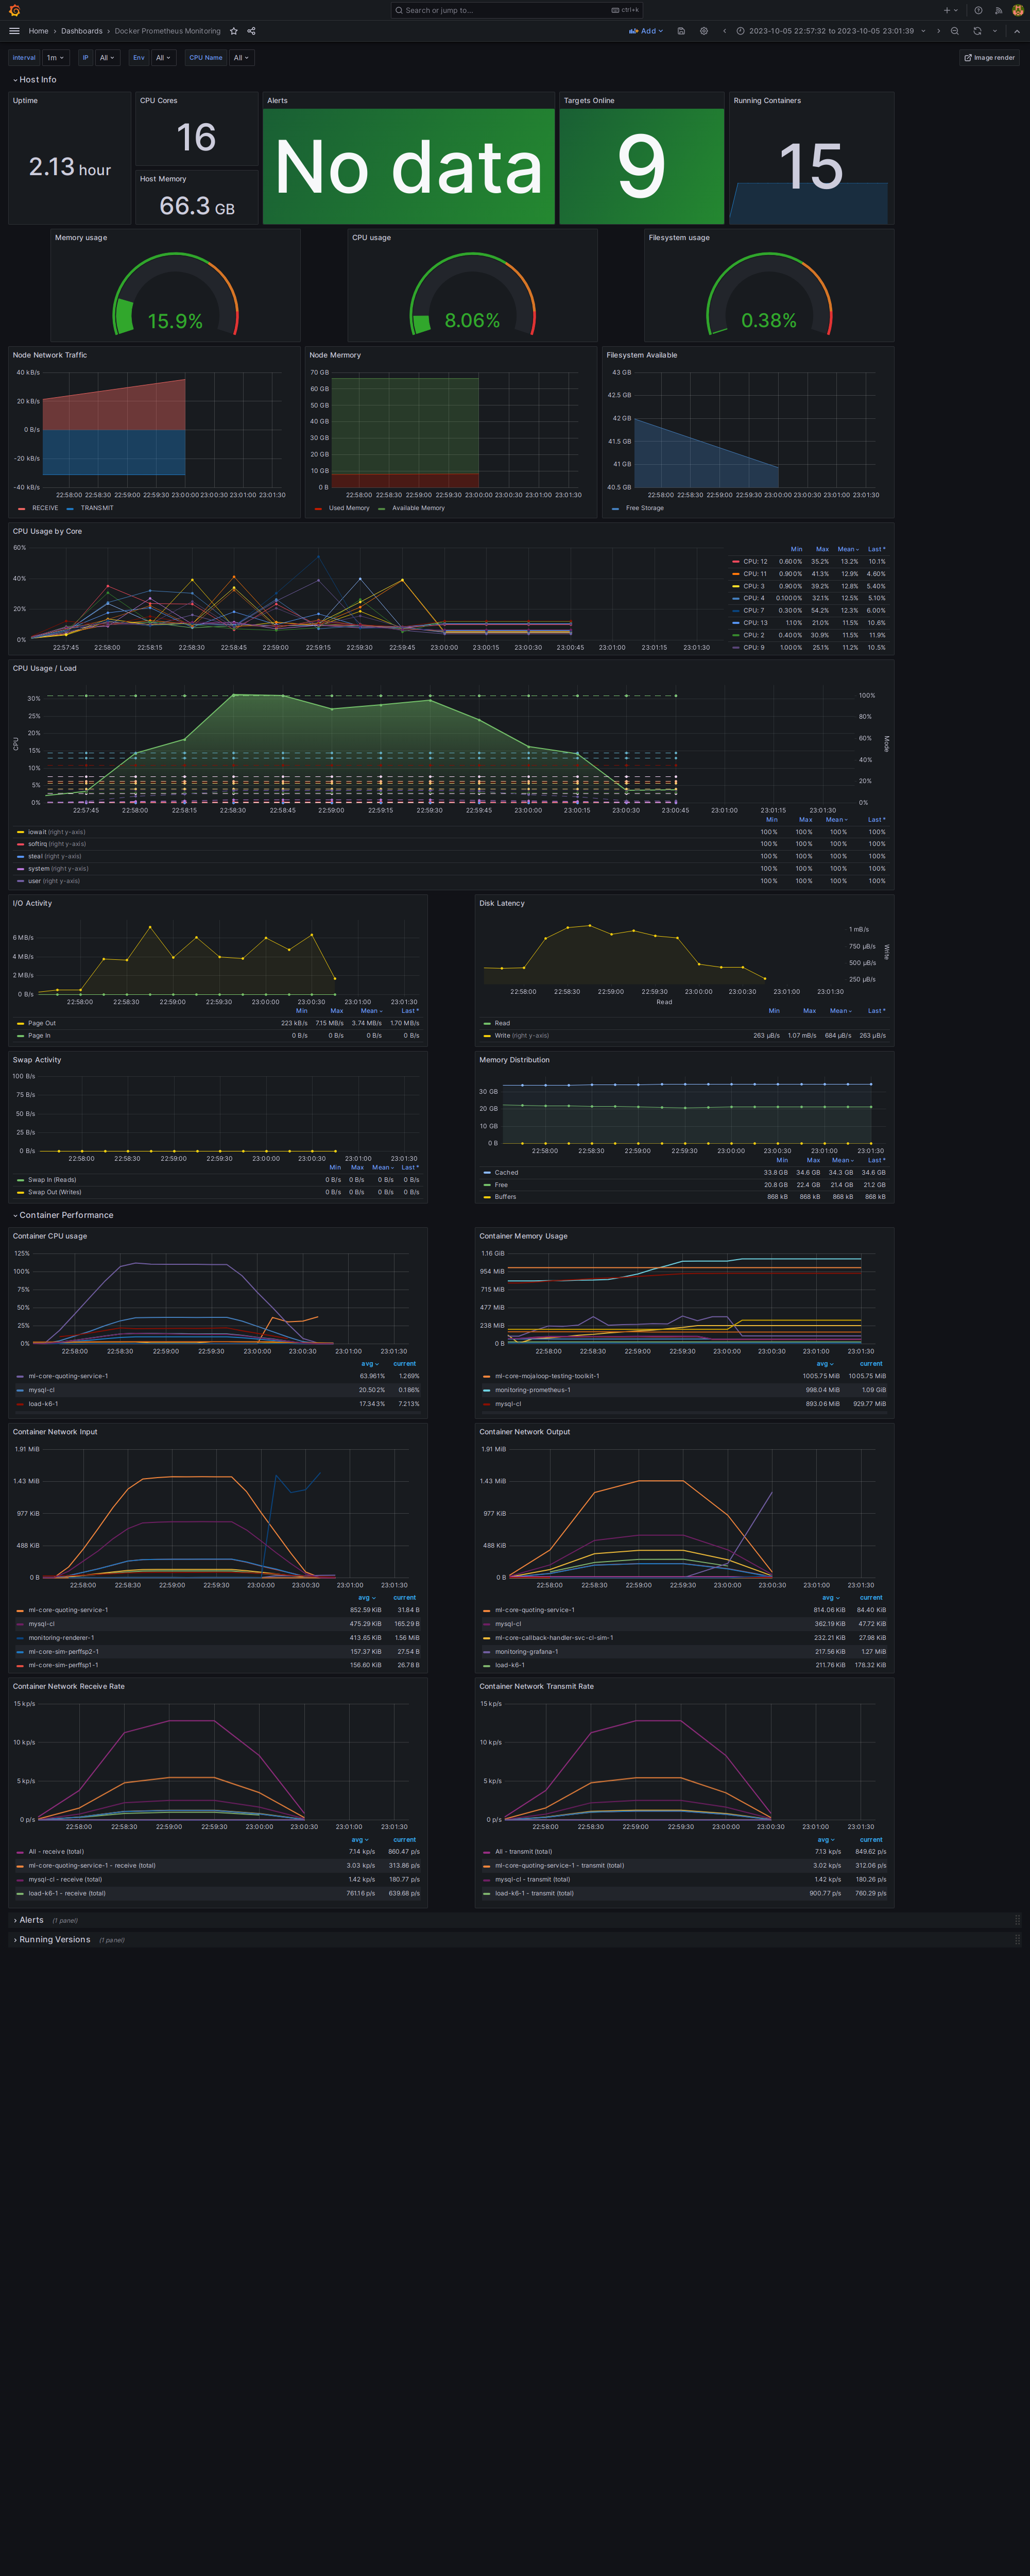 Search or jump to... ctrl+k
Home › Dashboards › Docker Prometheus Monitoring Add 2023-10-05 22:57:32 to 2023-10-05 23:01:39
Interval 1m IP All Env All CPU Name All Image render
Host Info
Uptime CPU Cores Alerts Targets Online Running Containers
2.13 hour 16 No data 9 15
Host Memory
66.3 GB
Memory usage CPU usage Filesystem usage
15.9% 8.06% 0.38%
Node Network Traffic Node Mermory Filesystem Available
40 kB/s
20 kB/s
0 B/s
-20 kB/s
-40 kB/s
22:58:00 22:58:30 22:59:00 22:59:30 23:00:00 23:00:30 23:01:00 23:01:30
RECEIVE TRANSMIT
70 GB
60 GB
50 GB
40 GB
30 GB
20 GB
10 GB
0 B
22:58:00 22:58:30 22:59:00 22:59:30 23:00:00 23:00:30 23:01:00 23:01:30
Used Memory Available Memory
43 GB
42.5 GB
42 GB
41.5 GB
41 GB
40.5 GB
22:58:00 22:58:30 22:59:00 22:59:30 23:00:00 23:00:30 23:01:00 23:01:30
Free Storage
CPU Usage by Core
60%
40%
20%
0%
22:57:45 22:58:00 22:58:15 22:58:30 22:58:45 22:59:00 22:59:15 22:59:30 22:59:45 23:00:00 23:00:15 23:00:30 23:00:45 23:01:00 23:01:15 23:01:30
Min Max Mean Last *
CPU: 12 0.600% 35.2% 13.2% 10.1%
CPU: 11 0.900% 41.3% 12.9% 4.60%
CPU: 3 0.900% 39.2% 12.8% 5.40%
CPU: 4 0.1000% 32.1% 12.5% 5.10%
CPU: 7 0.300% 54.2% 12.3% 6.00%
CPU: 13 1.10% 21.0% 11.5% 10.6%
CPU: 2 0.400% 30.9% 11.5% 11.9%
CPU: 9 1.000% 25.1% 11.2% 10.5%
CPU Usage / Load
30%
25%
20%
15%
10%
5%
0%
CPU
100%
80%
60%
40%
20%
0%
Mode
22:57:45 22:58:00 22:58:15 22:58:30 22:58:45 22:59:00 22:59:15 22:59:30 22:59:45 23:00:00 23:00:15 23:00:30 23:00:45 23:01:00 23:01:15 23:01:30
Min Max Mean Last *
iowait (right y-axis) 100% 100% 100% 100%
softirq (right y-axis) 100% 100% 100% 100%
steal (right y-axis) 100% 100% 100% 100%
system (right y-axis) 100% 100% 100% 100%
user (right y-axis) 100% 100% 100% 100%
I/O Activity
6 MB/s
4 MB/s
2 MB/s
0 B/s
22:58:00 22:58:30 22:59:00 22:59:30 23:00:00 23:00:30 23:01:00 23:01:30
Min Max Mean Last *
Page Out 223 kB/s 7.15 MB/s 3.74 MB/s 1.70 MB/s
Page In 0 B/s 0 B/s 0 B/s 0 B/s
Disk Latency
1 mB/s
750 µB/s
500 µB/s
250 µB/s
Write
22:58:00 22:58:30 22:59:00 22:59:30 23:00:00 23:00:30 23:01:00 23:01:30
Read
Min Max Mean Last *
Read
Write (right y-axis) 263 µB/s 1.07 mB/s 684 µB/s 263 µB/s
Swap Activity
100 B/s
75 B/s
50 B/s
25 B/s
0 B/s
22:58:00 22:58:30 22:59:00 22:59:30 23:00:00 23:00:30 23:01:00 23:01:30
Min Max Mean Last *
Swap In (Reads) 0 B/s 0 B/s 0 B/s 0 B/s
Swap Out (Writes) 0 B/s 0 B/s 0 B/s 0 B/s
Memory Distribution
30 GB
20 GB
10 GB
0 B
22:58:00 22:58:30 22:59:00 22:59:30 23:00:00 23:00:30 23:01:00 23:01:30
Min Max Mean Last *
Cached 33.8 GB 34.6 GB 34.3 GB 34.6 GB
Free 20.8 GB 22.4 GB 21.4 GB 21.2 GB
Buffers 868 kB 868 kB 868 kB 868 kB
Container Performance
Container CPU usage
125%
100%
75%
50%
25%
0%
22:58:00 22:58:30 22:59:00 22:59:30 23:00:00 23:00:30 23:01:00 23:01:30
avg current
ml-core-quoting-service-1 63.961% 1.269%
mysql-cl 20.502% 0.186%
load-k6-1 17.343% 7.213%
Container Memory Usage
1.16 GiB
954 MiB
715 MiB
477 MiB
238 MiB
0 B
22:58:00 22:58:30 22:59:00 22:59:30 23:00:00 23:00:30 23:01:00 23:01:30
avg current
ml-core-mojaloop-testing-toolkit-1 1005.75 MiB 1005.75 MiB
monitoring-prometheus-1 998.04 MiB 1.09 GiB
mysql-cl 893.06 MiB 929.77 MiB
Container Network Input
1.91 MiB
1.43 MiB
977 KiB
488 KiB
0 B
22:58:00 22:58:30 22:59:00 22:59:30 23:00:00 23:00:30 23:01:00 23:01:30
avg current
ml-core-quoting-service-1 852.59 KiB 31.84 B
mysql-cl 475.29 KiB 165.29 B
monitoring-renderer-1 413.65 KiB 1.56 MiB
ml-core-sim-perffsp2-1 157.37 KiB 27.54 B
ml-core-sim-perffsp1-1 156.60 KiB 26.78 B
Container Network Output
1.91 MiB
1.43 MiB
977 KiB
488 KiB
0 B
22:58:00 22:58:30 22:59:00 22:59:30 23:00:00 23:00:30 23:01:00 23:01:30
avg current
ml-core-quoting-service-1 814.06 KiB 84.40 KiB
mysql-cl 362.19 KiB 47.72 KiB
ml-core-callback-handler-svc-cl-sim-1 232.21 KiB 27.98 KiB
monitoring-grafana-1 217.56 KiB 1.27 MiB
load-k6-1 211.76 KiB 178.32 KiB
Container Network Receive Rate
15 kp/s
10 kp/s
5 kp/s
0 p/s
22:58:00 22:58:30 22:59:00 22:59:30 23:00:00 23:00:30 23:01:00 23:01:30
avg current
All - receive (total) 7.14 kp/s 860.47 p/s
ml-core-quoting-service-1 - receive (total) 3.03 kp/s 313.86 p/s
mysql-cl - receive (total) 1.42 kp/s 180.77 p/s
load-k6-1 - receive (total) 761.16 p/s 639.68 p/s
Container Network Transmit Rate
15 kp/s
10 kp/s
5 kp/s
0 p/s
22:58:00 22:58:30 22:59:00 22:59:30 23:00:00 23:00:30 23:01:00 23:01:30
avg current
All - transmit (total) 7.13 kp/s 849.62 p/s
ml-core-quoting-service-1 - transmit (total) 3.02 kp/s 312.06 p/s
mysql-cl - transmit (total) 1.42 kp/s 180.26 p/s
load-k6-1 - transmit (total) 900.77 p/s 760.29 p/s
Alerts (1 panel)
Running Versions (1 panel)